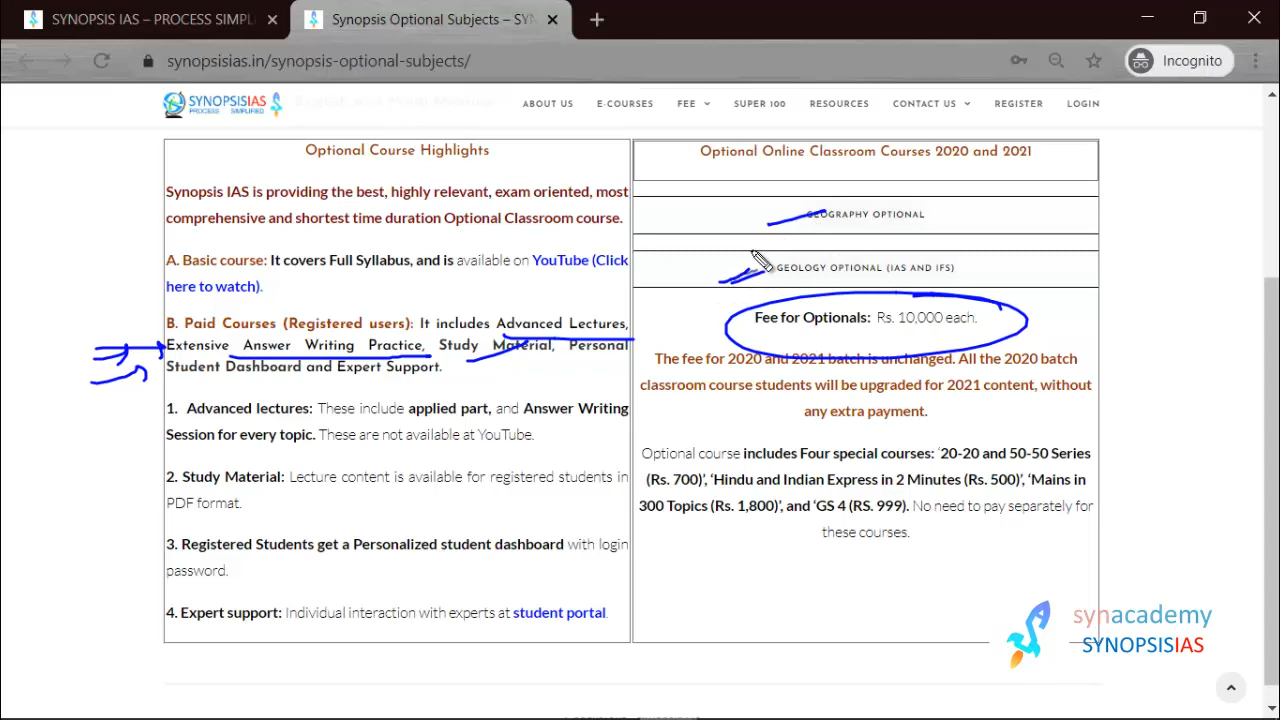 SYNOPSIS IAS – PROCESS SIMPL
Synopsis Optional Subjects – SYN
synopsisias.in/synopsis-optional-subjects/
Incognito
SYNOPSISIAS
PROCESS SIMPLIFIED
ABOUT US
E-COURSES
FEE
SUPER 100
RESOURCES
CONTACT US
REGISTER
LOGIN
Optional Course Highlights
Synopsis IAS is providing the best, highly relevant, exam oriented, most
comprehensive and shortest time duration Optional Classroom course.
A. Basic course: It covers Full Syllabus, and is available on YouTube (Click
here to watch).
B. Paid Courses (Registered users): It includes Advanced Lectures,
Extensive Answer Writing Practice, Study Material, Personal
Student Dashboard and Expert Support.
1. Advanced lectures: These include applied part, and Answer Writing
Session for every topic. These are not available at YouTube.
2. Study Material: Lecture content is available for registered students in
PDF format.
3. Registered Students get a Personalized student dashboard with login
password.
4. Expert support: Individual interaction with experts at student portal.
Optional Online Classroom Courses 2020 and 2021
GEOGRAPHY OPTIONAL
GEOLOGY OPTIONAL (IAS AND IFS)
Fee for Optionals: Rs. 10,000 each.
The fee for 2020 and 2021 batch is unchanged. All the 2020 batch
classroom course students will be upgraded for 2021 content, without
any extra payment.
Optional course includes Four special courses: '20-20 and 50-50 Series
(Rs. 700)', 'Hindu and Indian Express in 2 Minutes (Rs. 500)', 'Mains in
300 Topics (Rs. 1,800)', and 'GS 4 (RS. 999). No need to pay separately for
these courses.
synacademy
SYNOPSISIAS